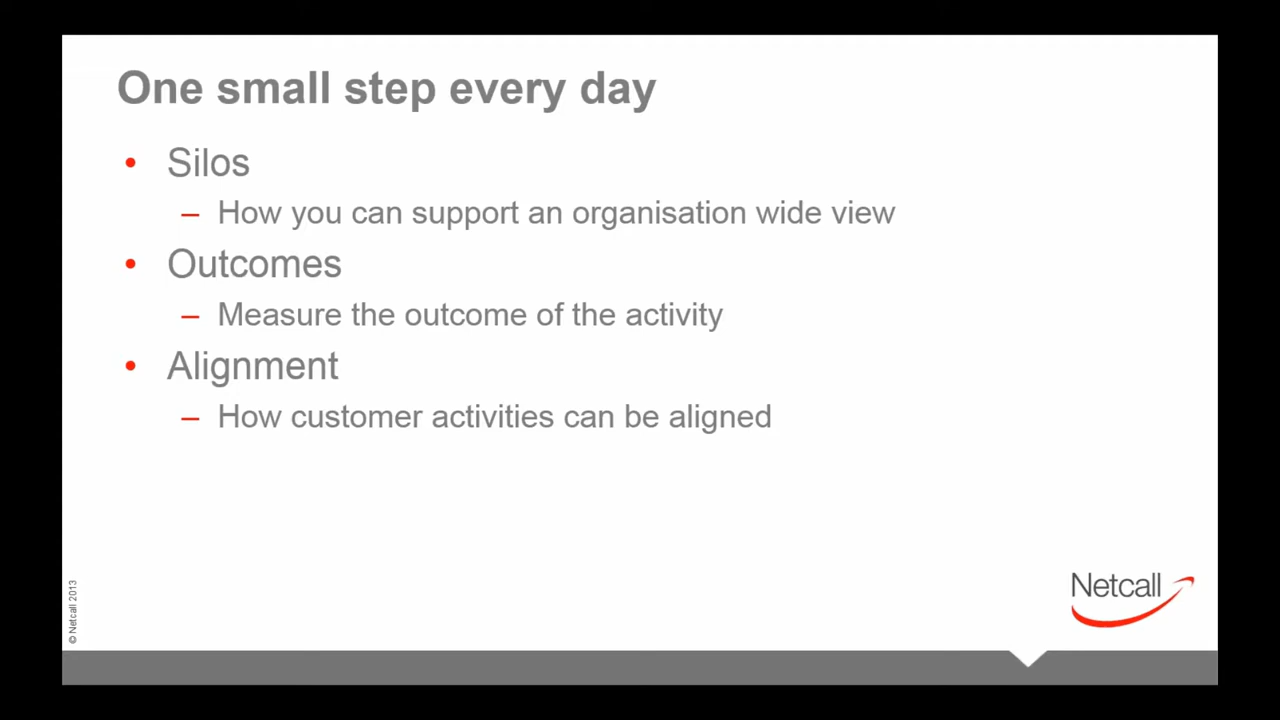 One small step every day
• Silos
– How you can support an organisation wide view
• Outcomes
– Measure the outcome of the activity
• Alignment
– How customer activities can be aligned
© Netcall 2013
Netcall